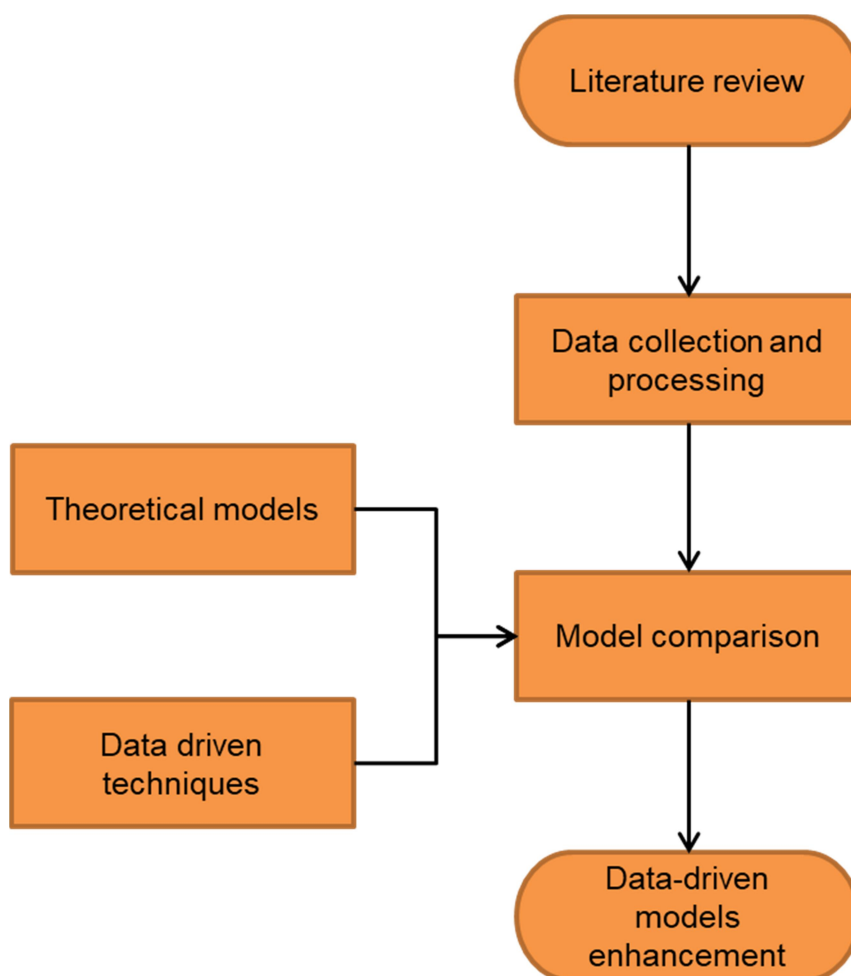 Literature review
Data collection and
processing
Theoretical models
Model comparison
Data driven
techniques
Data-driven
models
enhancement